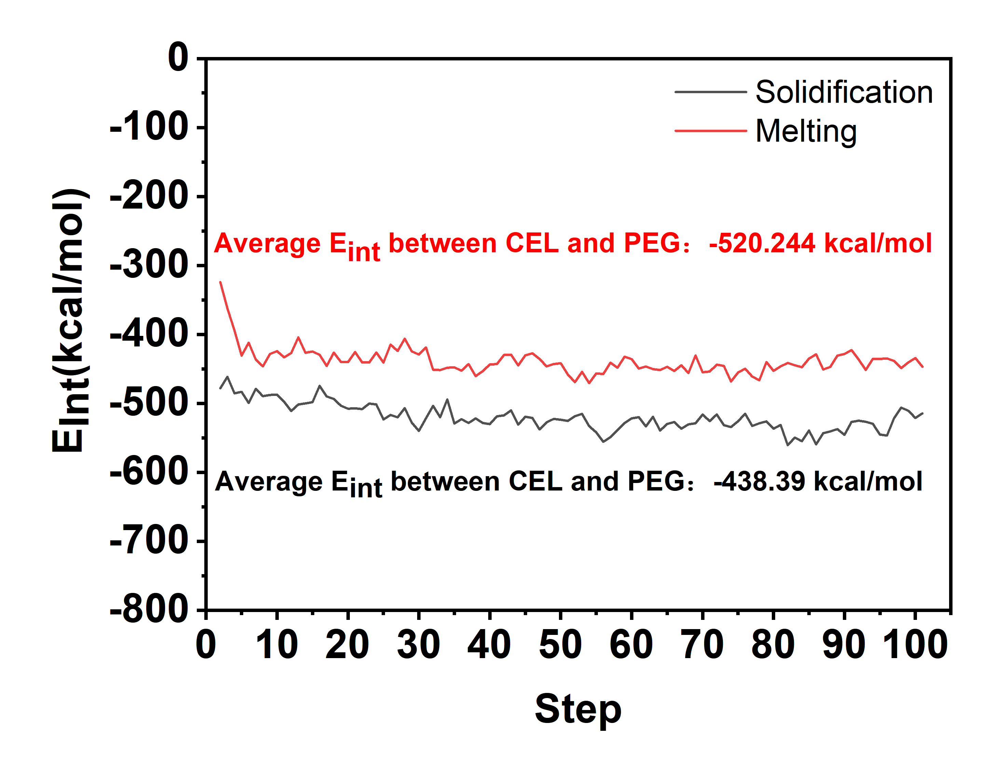 0
-100
-200
-300
-400
-500
-600
-700
-800
EInt(kcal/mol)
Solidification
Melting
Average Eint between CEL and PEG：-520.244 kcal/mol
Average Eint between CEL and PEG：-438.39 kcal/mol
0 10 20 30 40 50 60 70 80 90 100
Step